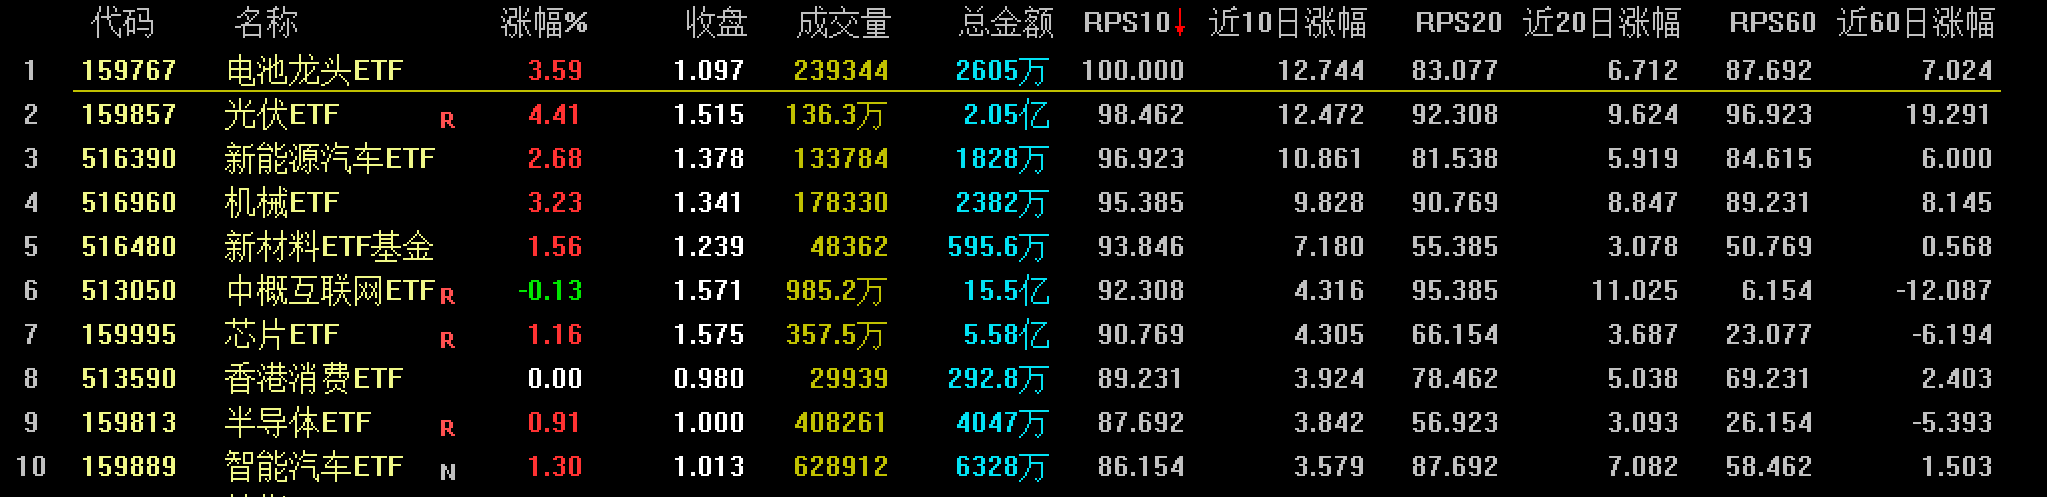 代码 名称 涨幅% 收盘 成交量 总金额 RPS10↓ 近10日涨幅 RPS20 近20日涨幅 RPS60 近60日涨幅
1 159767 电池龙头ETF 3.59 1.097 239344 2605万 100.000 12.744 83.077 6.712 87.692 7.024
2 159857 光伏ETF R 4.41 1.515 136.3万 2.05亿 98.462 12.472 92.308 9.624 96.923 19.291
3 516390 新能源汽车ETF 2.68 1.378 133784 1828万 96.923 10.861 81.538 5.919 84.615 6.000
4 516960 机械ETF 3.23 1.341 178330 2382万 95.385 9.828 90.769 8.847 89.231 8.145
5 516480 新材料ETF基金 1.56 1.239 48362 595.6万 93.846 7.180 55.385 3.078 50.769 0.568
6 513050 中概互联网ETF R -0.13 1.571 985.2万 15.5亿 92.308 4.316 95.385 11.025 6.154 -12.087
7 159995 芯片ETF R 1.16 1.575 357.5万 5.58亿 90.769 4.305 66.154 3.687 23.077 -6.194
8 513590 香港消费ETF 0.00 0.980 29939 292.8万 89.231 3.924 78.462 5.038 69.231 2.403
9 159813 半导体ETF R 0.91 1.000 408261 4047万 87.692 3.842 56.923 3.093 26.154 -5.393
10 159889 智能汽车ETF N 1.30 1.013 628912 6328万 86.154 3.579 87.692 7.082 58.462 1.503